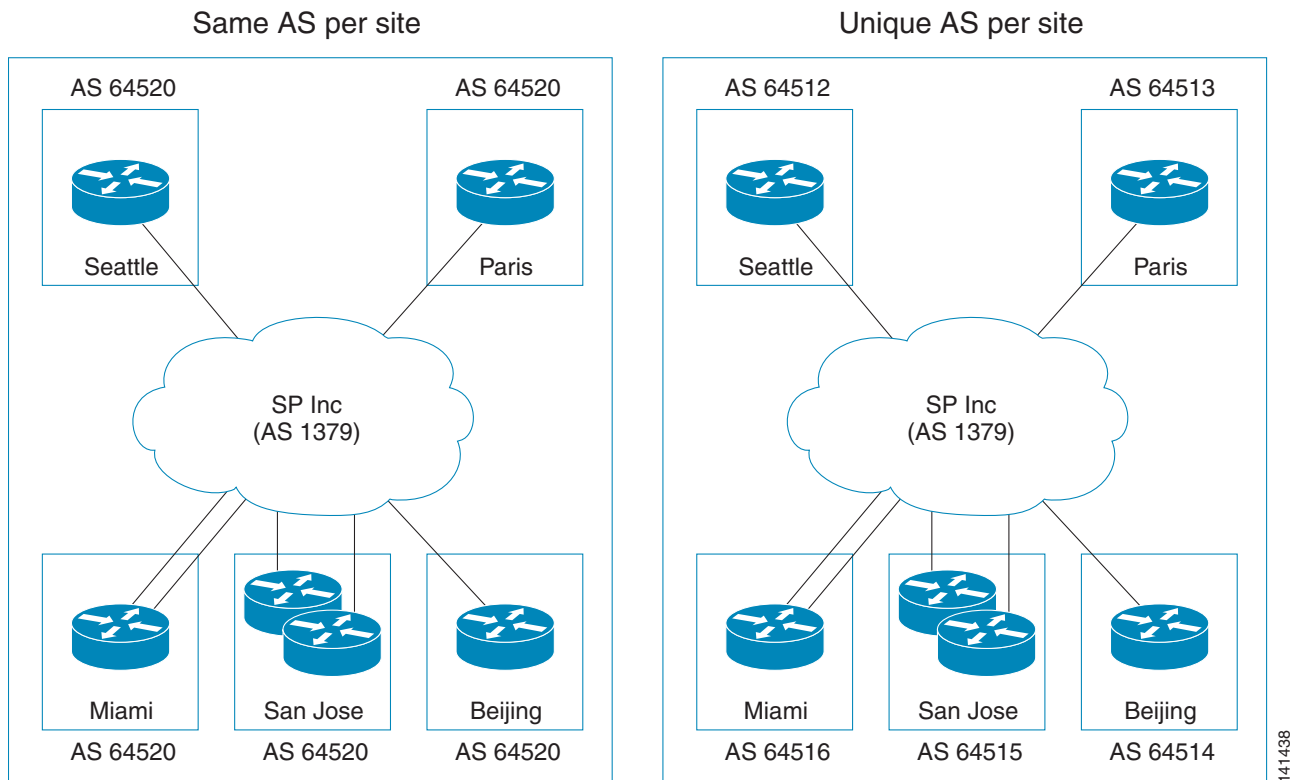 Same AS per site
AS 64520
AS 64520
Seattle
Paris
SP Inc
(AS 1379)
Miami
San Jose
Beijing
AS 64520
AS 64520
AS 64520
Unique AS per site
AS 64512
AS 64513
Seattle
Paris
SP Inc
(AS 1379)
Miami
San Jose
Beijing
AS 64516
AS 64515
AS 64514
141438